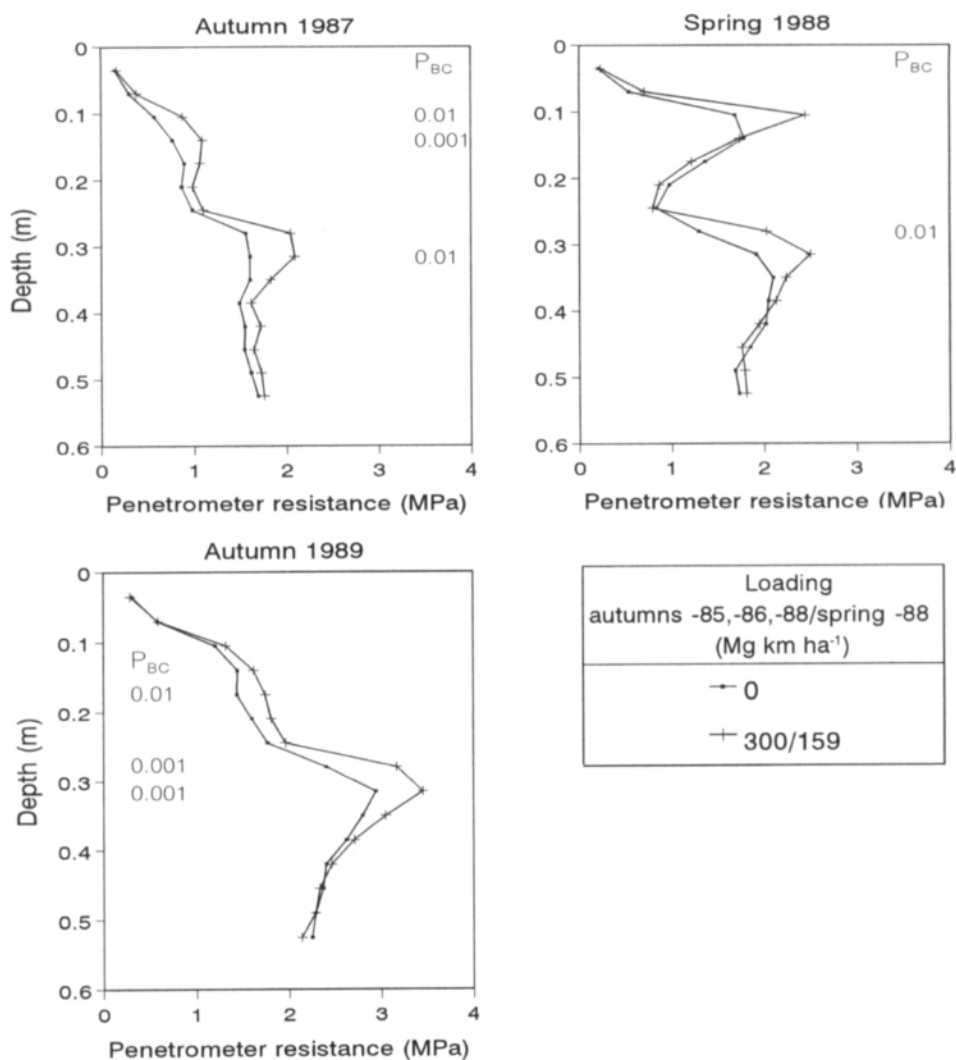 Autumn 1987
0
P_BC
0.1
0.01
0.001
0.2
0.3
0.01
0.4
0.5
0.6
Depth (m)
0 1 2 3 4
Penetrometer resistance (MPa)
Spring 1988
0
P_BC
0.1
0.2
0.3
0.01
0.4
0.5
0.6
0 1 2 3 4
Penetrometer resistance (MPa)
Autumn 1989
0
0.1
P_BC
0.01
0.2
0.001
0.3
0.001
0.4
0.5
0.6
Depth (m)
0 1 2 3 4
Penetrometer resistance (MPa)
Loading
autumns -85,-86,-88/spring -88
(Mg km ha⁻¹)
0
300/159